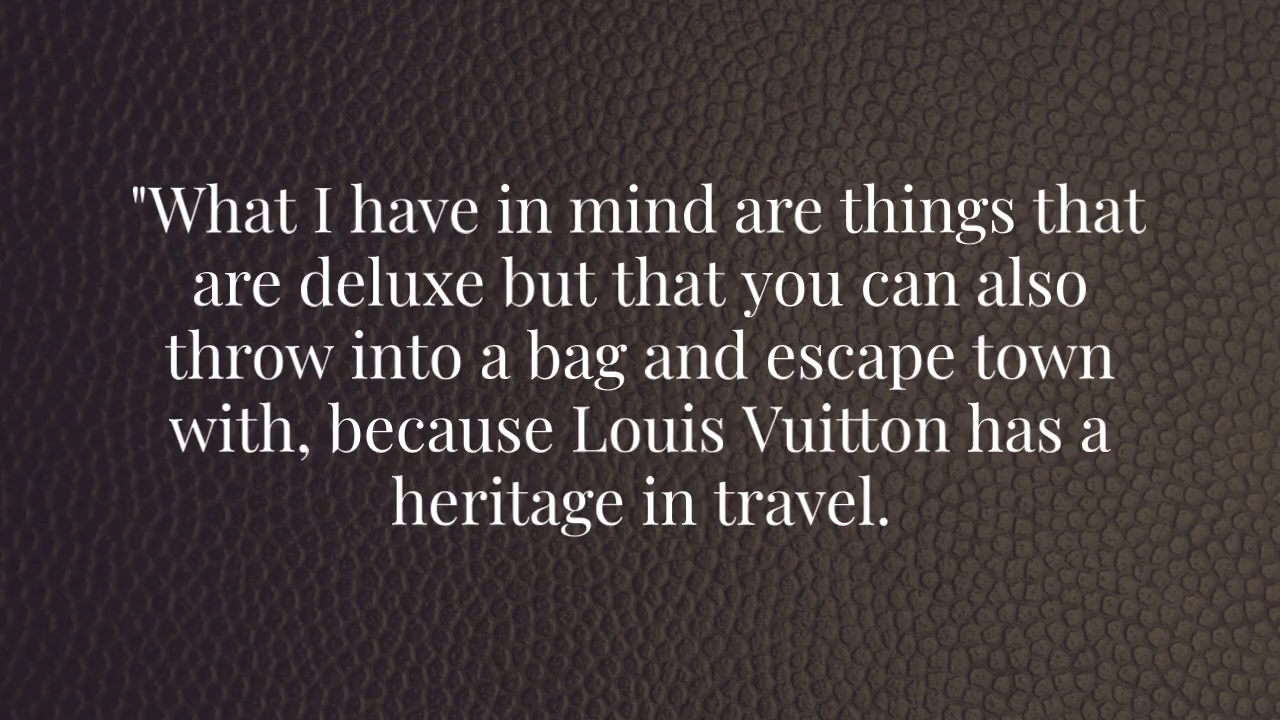 "What I have in mind are things that
are deluxe but that you can also
throw into a bag and escape town
with, because Louis Vuitton has a
heritage in travel.